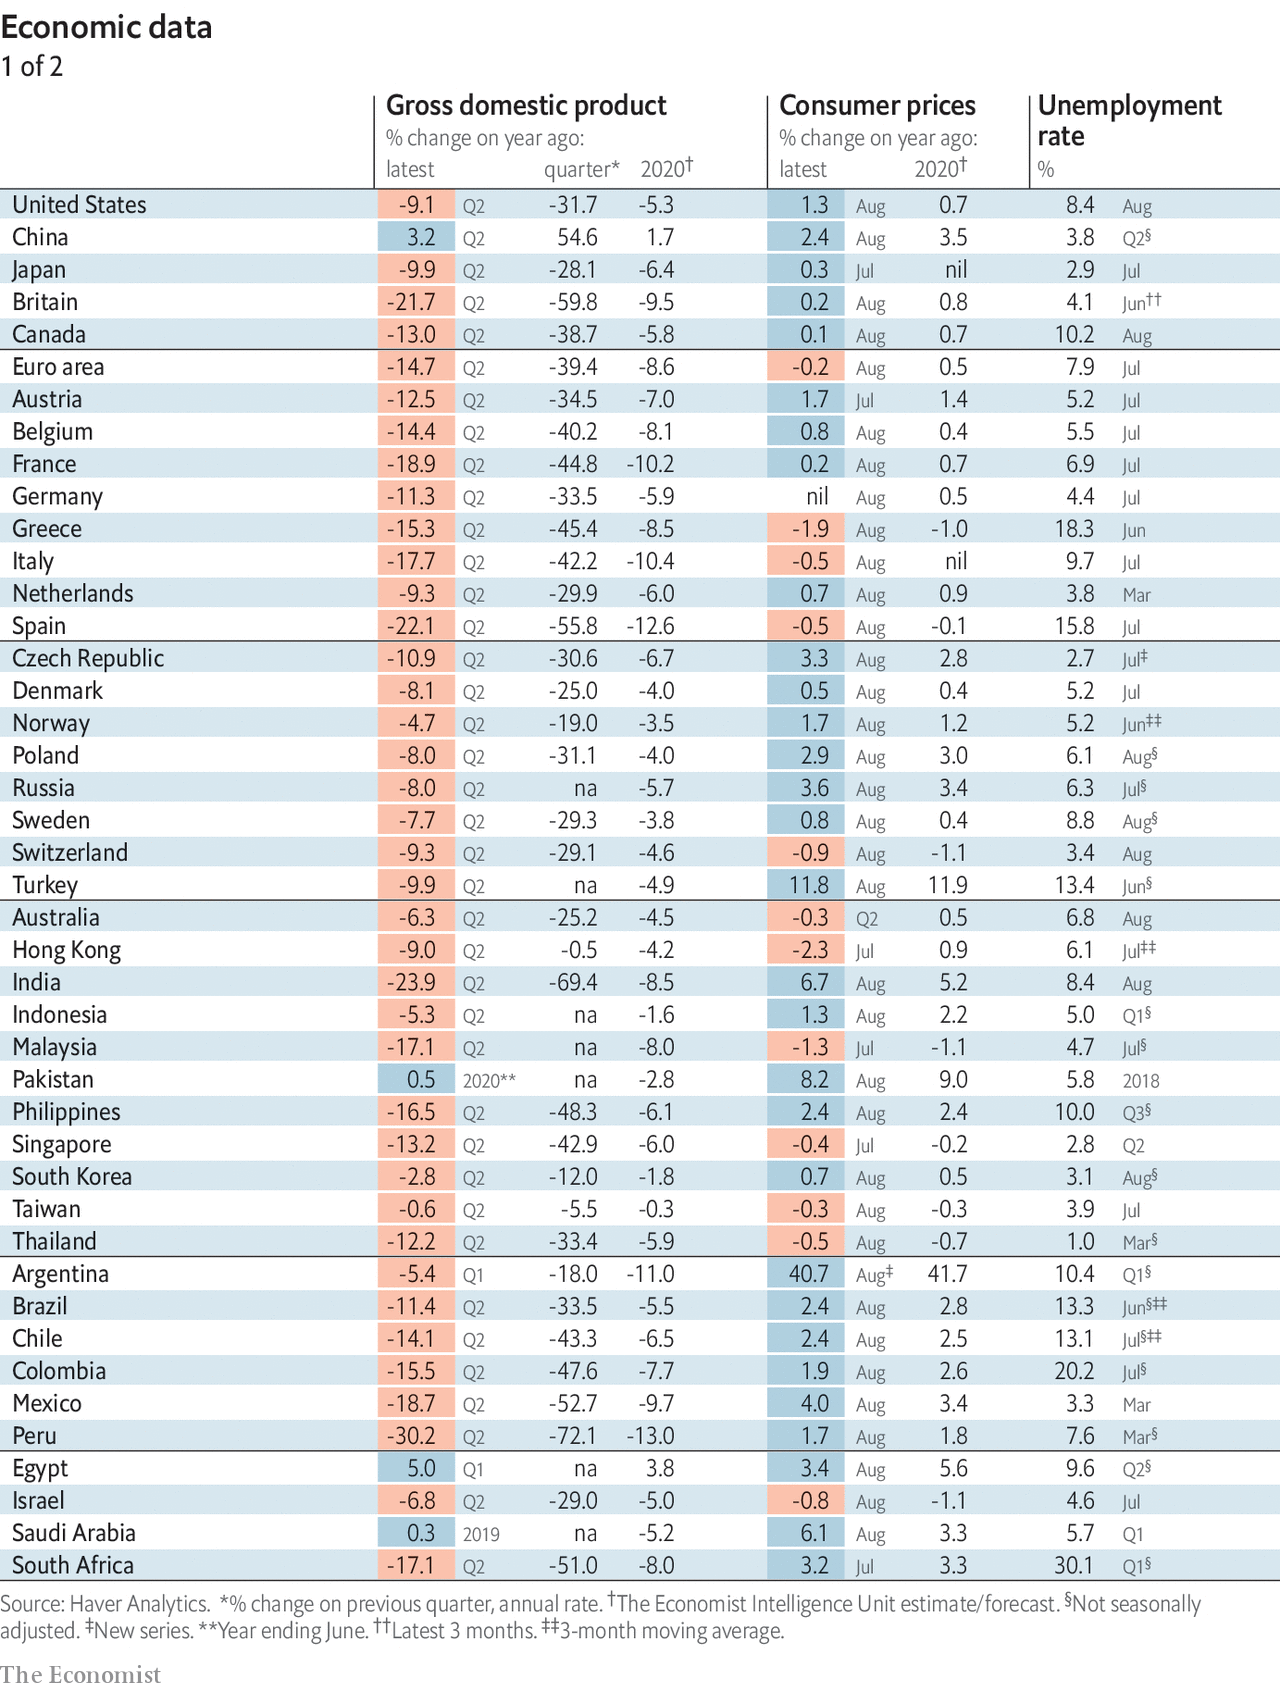 Economic data
1 of 2
Gross domestic product Consumer prices Unemployment
% change on year ago: % change on year ago: rate
latest quarter* 2020† latest 2020† %
United States -9.1 Q2 -31.7 -5.3 1.3 Aug 0.7 8.4 Aug
China 3.2 Q2 54.6 1.7 2.4 Aug 3.5 3.8 Q2§
Japan -9.9 Q2 -28.1 -6.4 0.3 Jul nil 2.9 Jul
Britain -21.7 Q2 -59.8 -9.5 0.2 Aug 0.8 4.1 Jun††
Canada -13.0 Q2 -38.7 -5.8 0.1 Aug 0.7 10.2 Aug
Euro area -14.7 Q2 -39.4 -8.6 -0.2 Aug 0.5 7.9 Jul
Austria -12.5 Q2 -34.5 -7.0 1.7 Jul 1.4 5.2 Jul
Belgium -14.4 Q2 -40.2 -8.1 0.8 Aug 0.4 5.5 Jul
France -18.9 Q2 -44.8 -10.2 0.2 Aug 0.7 6.9 Jul
Germany -11.3 Q2 -33.5 -5.9 nil Aug 0.5 4.4 Jul
Greece -15.3 Q2 -45.4 -8.5 -1.9 Aug -1.0 18.3 Jun
Italy -17.7 Q2 -42.2 -10.4 -0.5 Aug nil 9.7 Jul
Netherlands -9.3 Q2 -29.9 -6.0 0.7 Aug 0.9 3.8 Mar
Spain -22.1 Q2 -55.8 -12.6 -0.5 Aug -0.1 15.8 Jul
Czech Republic -10.9 Q2 -30.6 -6.7 3.3 Aug 2.8 2.7 Jul‡
Denmark -8.1 Q2 -25.0 -4.0 0.5 Aug 0.4 5.2 Jul
Norway -4.7 Q2 -19.0 -3.5 1.7 Aug 1.2 5.2 Jun‡‡
Poland -8.0 Q2 -31.1 -4.0 2.9 Aug 3.0 6.1 Aug§
Russia -8.0 Q2 na -5.7 3.6 Aug 3.4 6.3 Jul§
Sweden -7.7 Q2 -29.3 -3.8 0.8 Aug 0.4 8.8 Aug§
Switzerland -9.3 Q2 -29.1 -4.6 -0.9 Aug -1.1 3.4 Aug
Turkey -9.9 Q2 na -4.9 11.8 Aug 11.9 13.4 Jun§
Australia -6.3 Q2 -25.2 -4.5 -0.3 Q2 0.5 6.8 Aug
Hong Kong -9.0 Q2 -0.5 -4.2 -2.3 Jul 0.9 6.1 Jul‡‡
India -23.9 Q2 -69.4 -8.5 6.7 Aug 5.2 8.4 Aug
Indonesia -5.3 Q2 na -1.6 1.3 Aug 2.2 5.0 Q1§
Malaysia -17.1 Q2 na -8.0 -1.3 Jul -1.1 4.7 Jul§
Pakistan 0.5 2020** na -2.8 8.2 Aug 9.0 5.8 2018
Philippines -16.5 Q2 -48.3 -6.1 2.4 Aug 2.4 10.0 Q3§
Singapore -13.2 Q2 -42.9 -6.0 -0.4 Jul -0.2 2.8 Q2
South Korea -2.8 Q2 -12.0 -1.8 0.7 Aug 0.5 3.1 Aug§
Taiwan -0.6 Q2 -5.5 -0.3 -0.3 Aug -0.3 3.9 Jul
Thailand -12.2 Q2 -33.4 -5.9 -0.5 Aug -0.7 1.0 Mar§
Argentina -5.4 Q1 -18.0 -11.0 40.7 Aug‡ 41.7 10.4 Q1§
Brazil -11.4 Q2 -33.5 -5.5 2.4 Aug 2.8 13.3 Jun§‡‡
Chile -14.1 Q2 -43.3 -6.5 2.4 Aug 2.5 13.1 Jul§‡‡
Colombia -15.5 Q2 -47.6 -7.7 1.9 Aug 2.6 20.2 Jul§
Mexico -18.7 Q2 -52.7 -9.7 4.0 Aug 3.4 3.3 Mar
Peru -30.2 Q2 -72.1 -13.0 1.7 Aug 1.8 7.6 Mar§
Egypt 5.0 Q1 na 3.8 3.4 Aug 5.6 9.6 Q2§
Israel -6.8 Q2 -29.0 -5.0 -0.8 Aug -1.1 4.6 Jul
Saudi Arabia 0.3 2019 na -5.2 6.1 Aug 3.3 5.7 Q1
South Africa -17.1 Q2 -51.0 -8.0 3.2 Jul 3.3 30.1 Q1§
Source: Haver Analytics. *% change on previous quarter, annual rate. †The Economist Intelligence Unit estimate/forecast. §Not seasonally
adjusted. ‡New series. **Year ending June. ††Latest 3 months. ‡‡3-month moving average.
The Economist